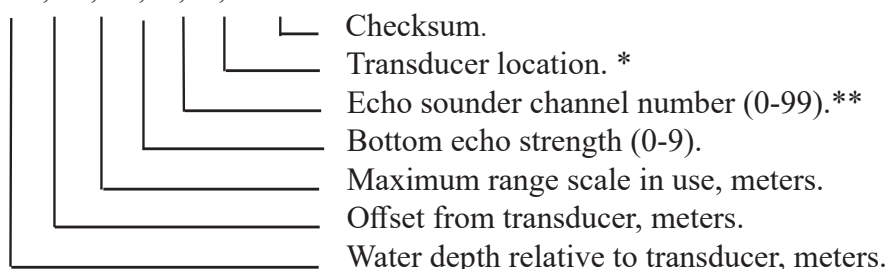 Checksum.
Transducer location. *
Echo sounder channel number (0-99).**
Bottom echo strength (0-9).
Maximum range scale in use, meters.
Offset from transducer, meters.
Water depth relative to transducer, meters.